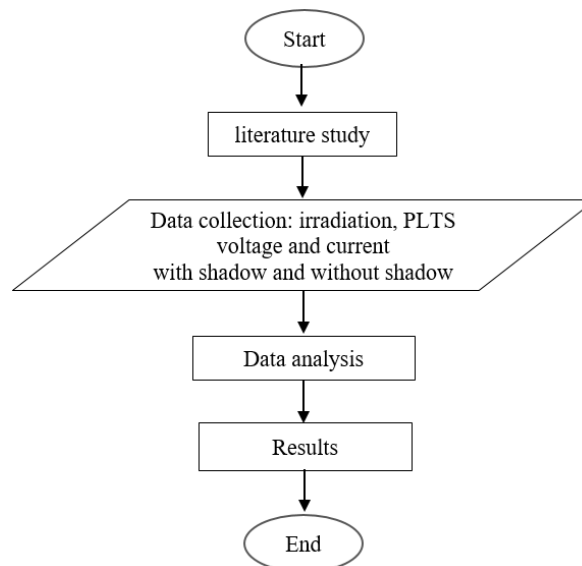 Start
literature study
Data collection: irradiation, PLTS
voltage and current
with shadow and without shadow
Data analysis
Results
End